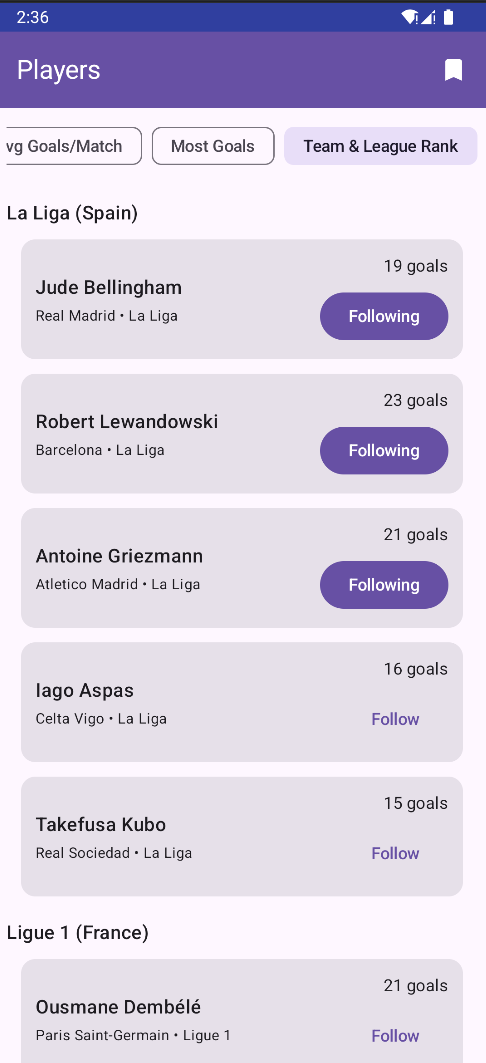 2:36
Players
vg Goals/Match
Most Goals
Team & League Rank
La Liga (Spain)
19 goals
Jude Bellingham
Real Madrid • La Liga
Following
23 goals
Robert Lewandowski
Barcelona • La Liga
Following
21 goals
Antoine Griezmann
Atletico Madrid • La Liga
Following
16 goals
Iago Aspas
Celta Vigo • La Liga
Follow
15 goals
Takefusa Kubo
Real Sociedad • La Liga
Follow
Ligue 1 (France)
21 goals
Ousmane Dembélé
Paris Saint-Germain • Ligue 1
Follow